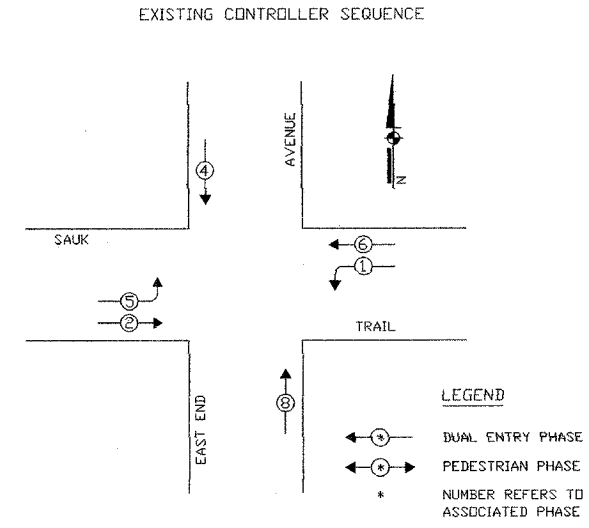 EXISTING CONTROLLER SEQUENCE
AVENUE
4
N
SAUK
6
1
5
2
TRAIL
8
EAST END
LEGEND
* DUAL ENTRY PHASE
* PEDESTRIAN PHASE
* NUMBER REFERS TO
ASSOCIATED PHASE